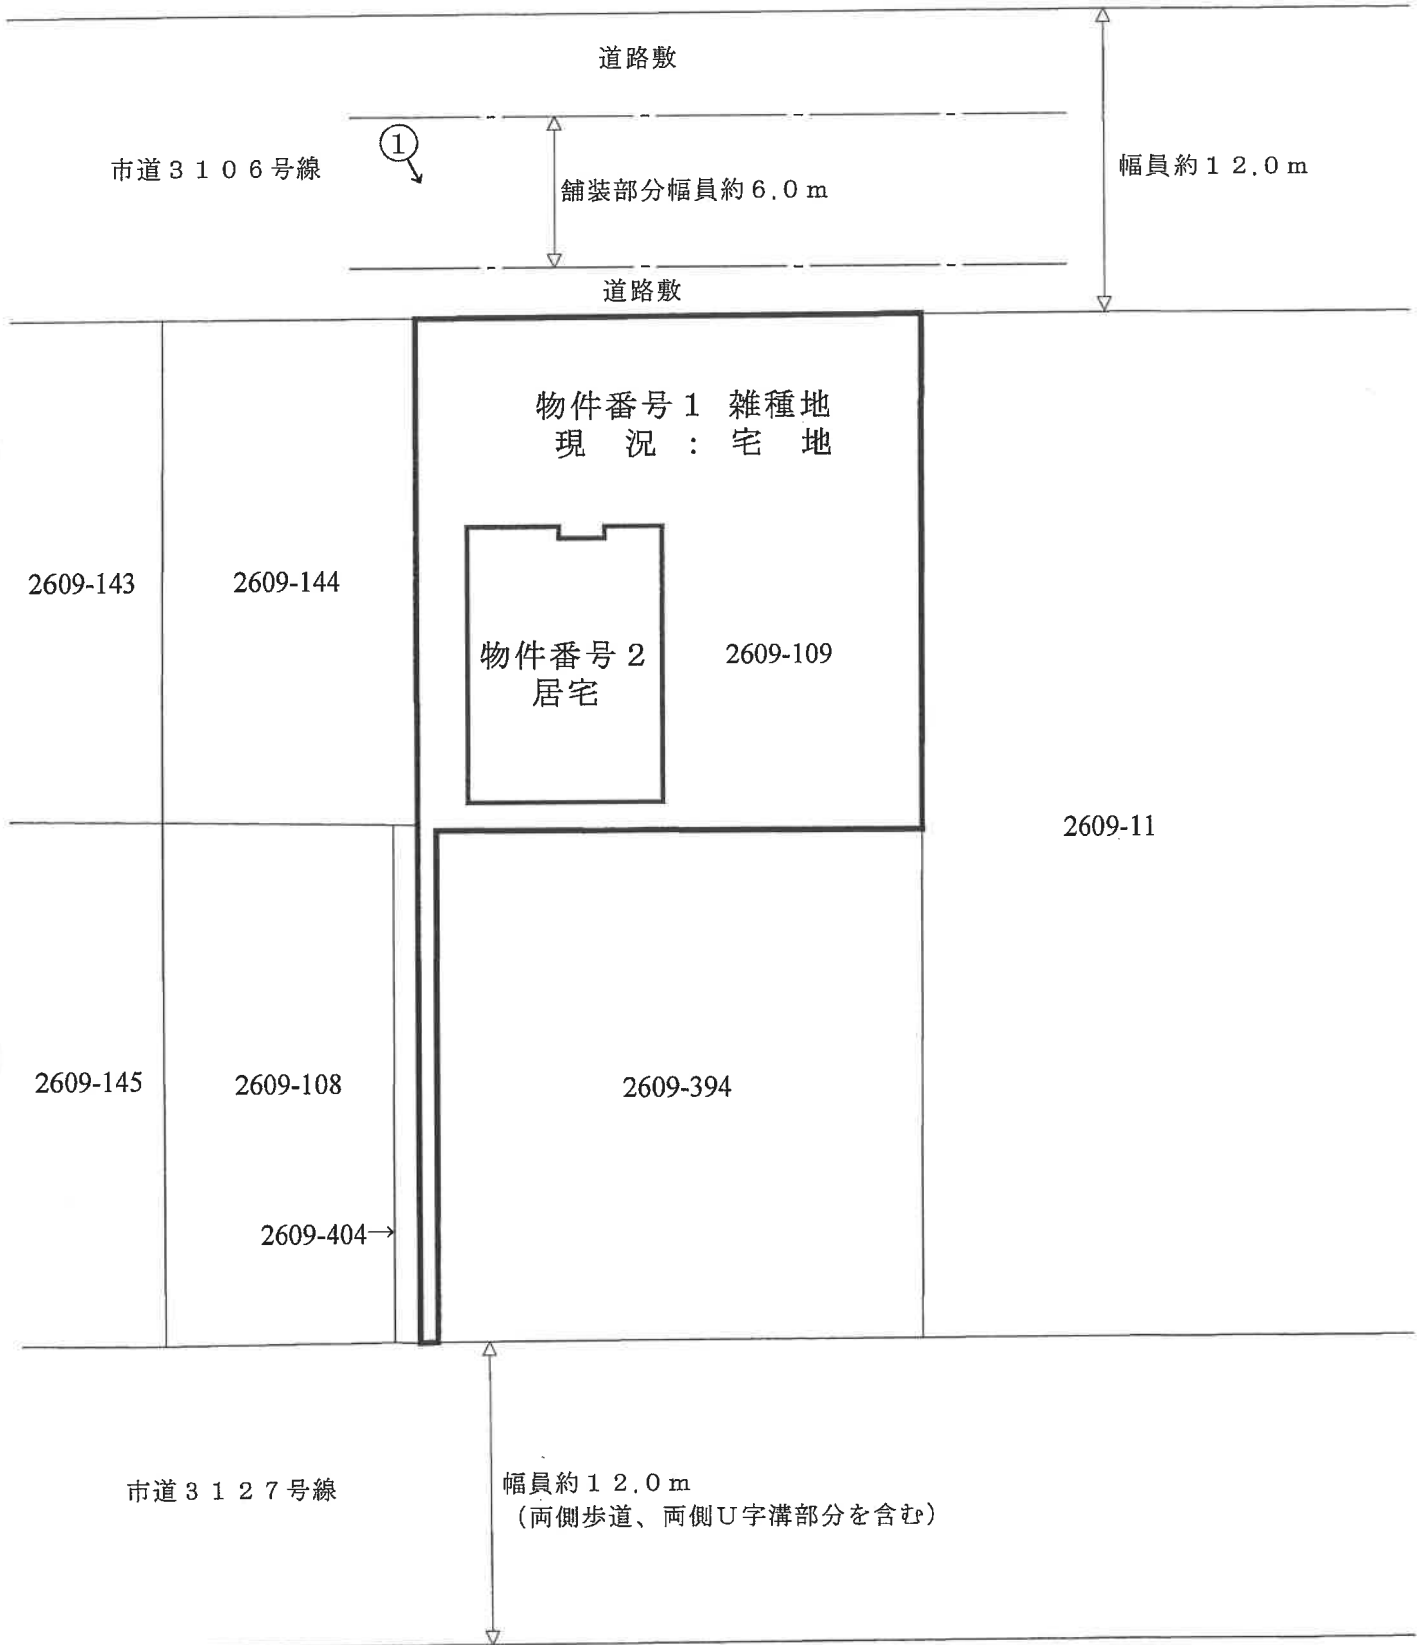 道路敷
①
市道３１０６号線
舗装部分幅員約６.０ｍ
幅員約１２.０ｍ
道路敷
物件番号１ 雑種地
現 況 ： 宅 地
2609-143
2609-144
物件番号２
居宅
2609-109
2609-11
2609-145
2609-108
2609-394
2609-404→
市道３１２７号線
幅員約１２.０ｍ
（両側歩道、両側Ｕ字溝部分を含む）